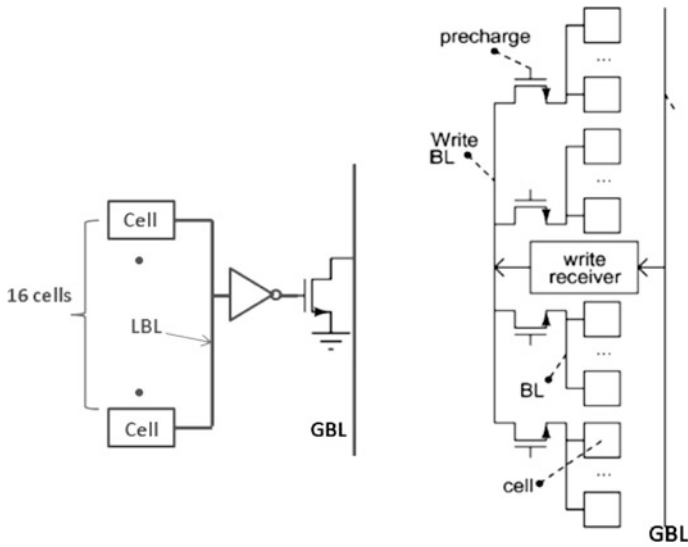 Cell
16 cells
LBL
Cell
GBL
precharge
...
Write
BL
...
write
receiver
...
BL
cell
...
GBL